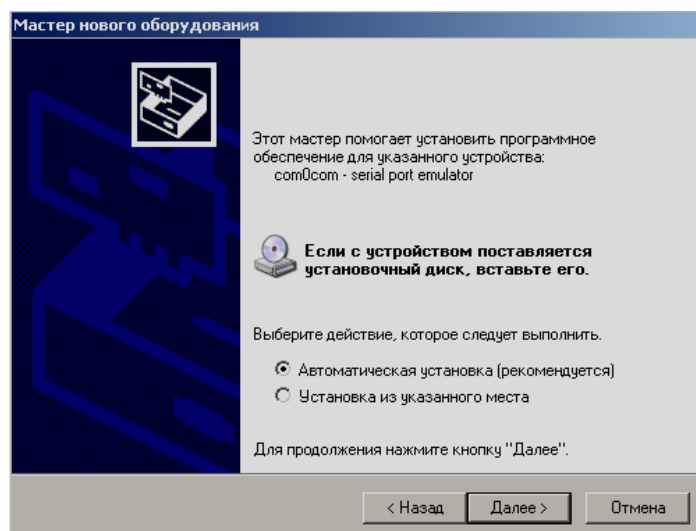 Мастер нового оборудования
Этот мастер помогает установить программное
обеспечение для указанного устройства:
com0com - serial port emulator
Если с устройством поставляется
установочный диск, вставьте его.
Выберите действие, которое следует выполнить.
Автоматическая установка (рекомендуется)
Установка из указанного места
Для продолжения нажмите кнопку "Далее".
< Назад
Далее >
Отмена